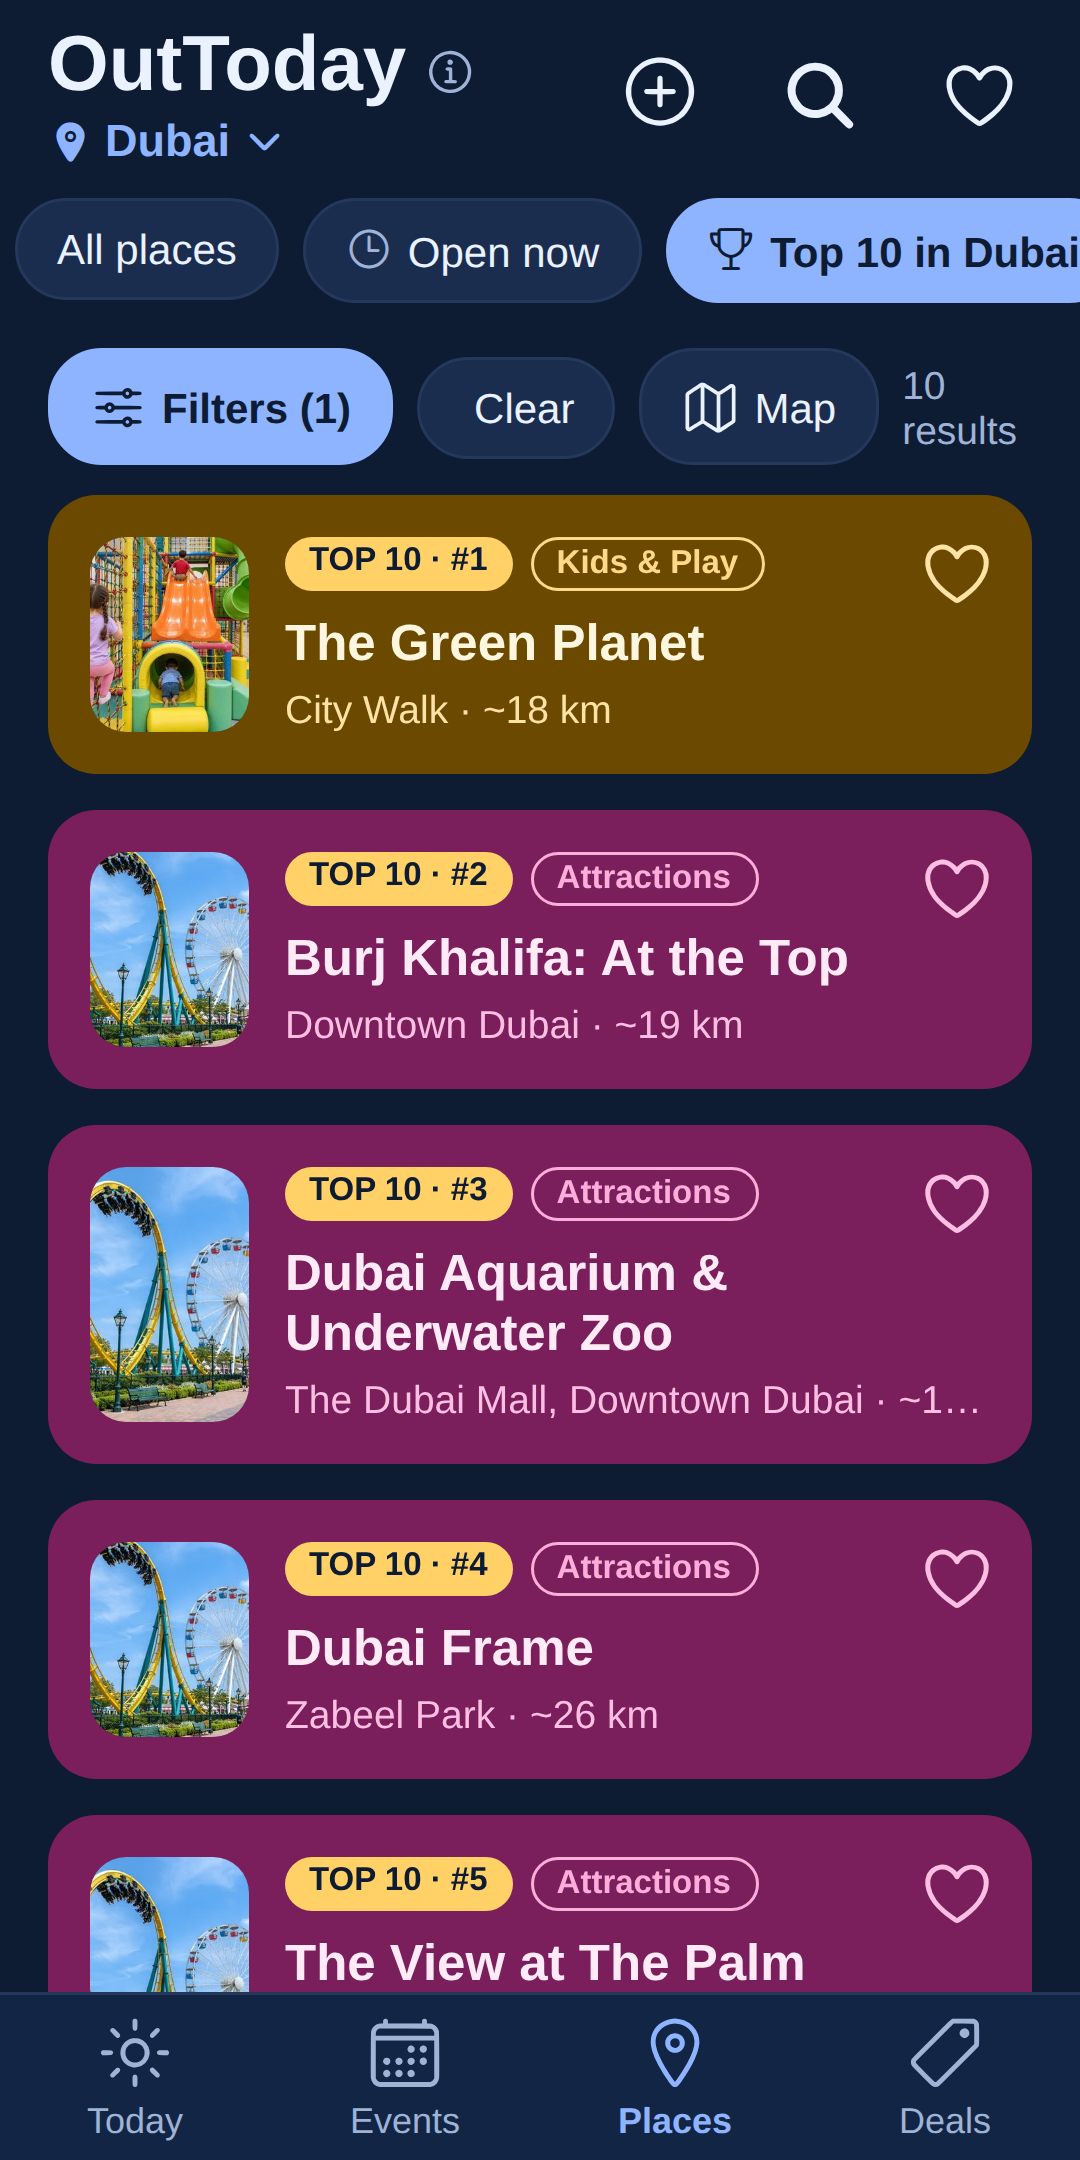 OutToday
Dubai
All places
Open now
Top 10 in Dubai
Filters (1)
Clear
Map
10
results
TOP 10 · #1
Kids & Play
The Green Planet
City Walk · ~18 km
TOP 10 · #2
Attractions
Burj Khalifa: At the Top
Downtown Dubai · ~19 km
TOP 10 · #3
Attractions
Dubai Aquarium &
Underwater Zoo
The Dubai Mall, Downtown Dubai · ~1…
TOP 10 · #4
Attractions
Dubai Frame
Zabeel Park · ~26 km
TOP 10 · #5
Attractions
The View at The Palm
Today
Events
Places
Deals